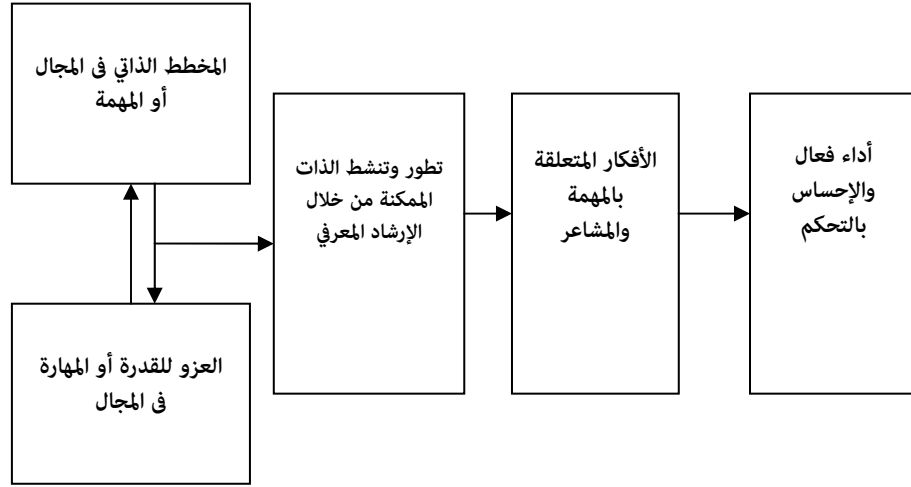 المخطط الذاتي فى المجال
أو المهمة
العزو للقدرة أو المهارة
فى المجال
تطور وتنشط الذات
الممكنة من خلال
الإرشاد المعرفي
الأفكار المتعلقة
بالمهمة
والمشاعر
أداء فعال
والإحساس
بالتحكم